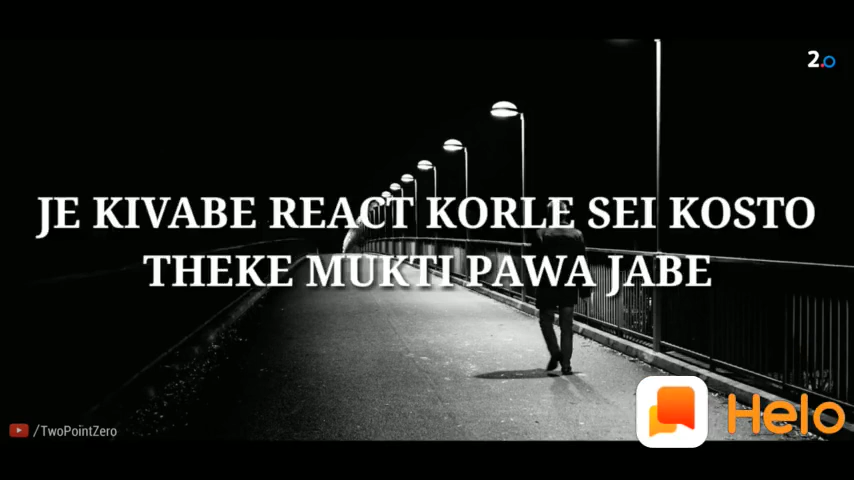 2.0
JE KIVABE REACT KORLE SEI KOSTO
THEKE MUKTI PAWA JABE
/TwoPointZero
Helo